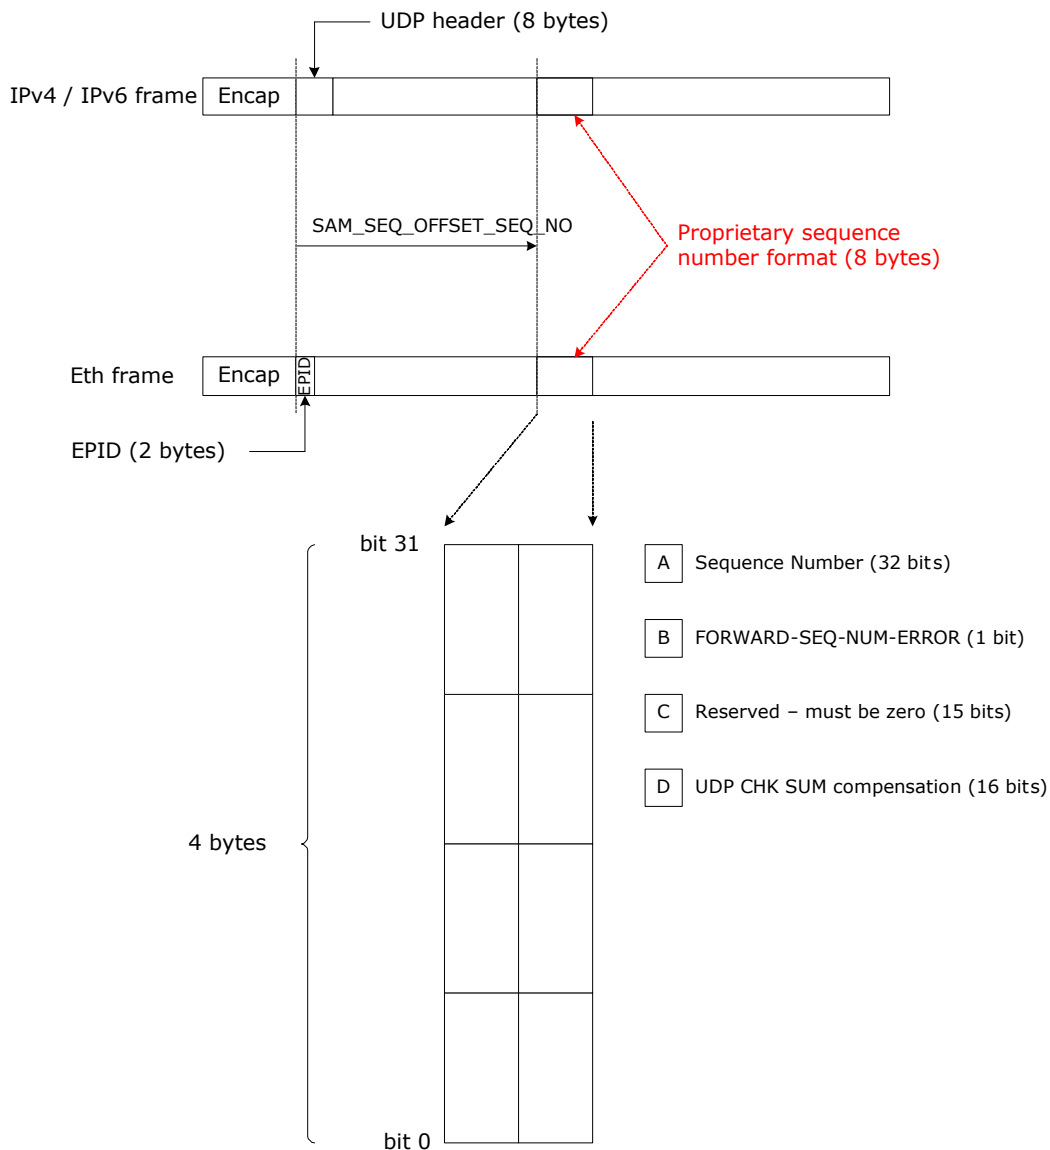 UDP header (8 bytes)
IPv4 / IPv6 frame
Encap
SAM_SEQ_OFFSET_SEQ_NO
Proprietary sequence
number format (8 bytes)
Eth frame
Encap
EPID
EPID (2 bytes)
bit 31
A Sequence Number (32 bits)
B FORWARD-SEQ-NUM-ERROR (1 bit)
C Reserved – must be zero (15 bits)
D UDP CHK SUM compensation (16 bits)
4 bytes
bit 0